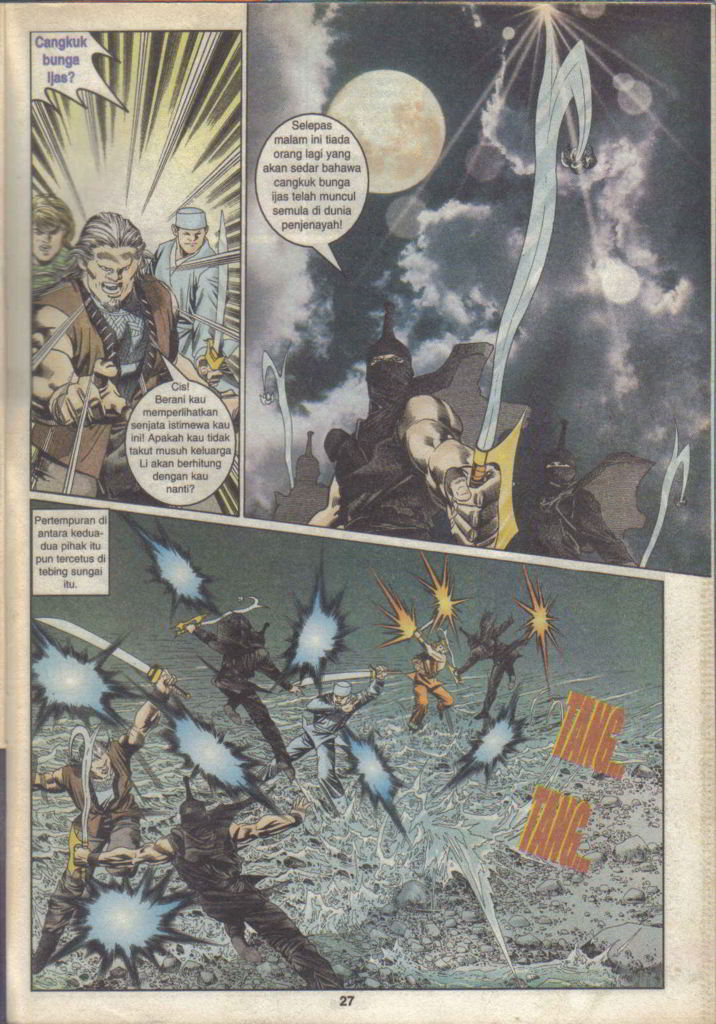 Cangkuk
bunga
Ijas?
Selepas
malam ini tiada
orang lagi yang
akan sedar bahawa
cangkuk bunga
ijas telah muncul
semula di dunia
penjenayah!
Cis!
Berani kau
memperlihatkan
senjata istimewa kau
ini! Apakah kau tidak
takut musuh keluarga
Li akan berhitung
dengan kau
nanti?
Pertempuran di
antara kedua-
dua pihak itu
pun tercetus di
tebing sungai
itu.
TANG...
TANG...
27